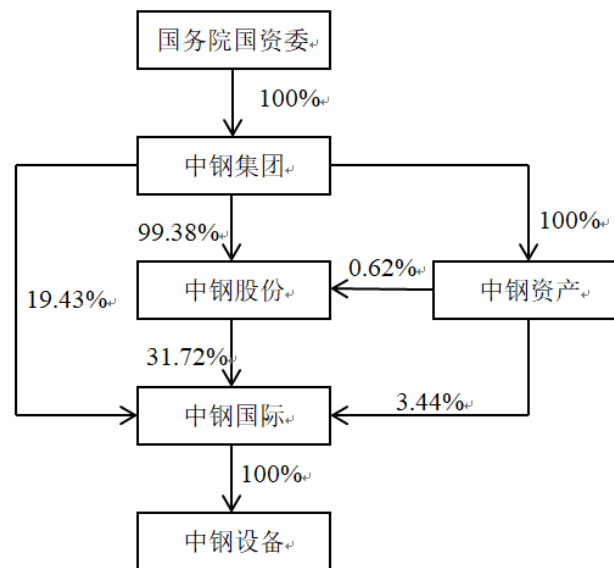 国务院国资委
100%
中钢集团
100%
99.38%
0.62%
中钢股份
中钢资产
19.43%
31.72%
3.44%
中钢国际
100%
中钢设备